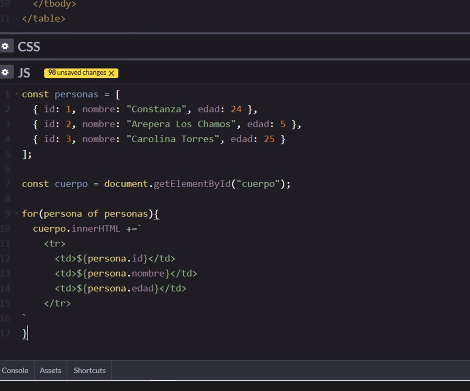 10 </tbody>
11 </table>
CSS
JS 98 unsaved changes X
1 const personas = [
2 { id: 1, nombre: "Constanza", edad: 24 },
3 { id: 2, nombre: "Arepera Los Chamos", edad: 5 },
4 { id: 3, nombre: "Carolina Torres", edad: 25 }
5 ];
6
7 const cuerpo = document.getElementById("cuerpo");
8
9 for(persona of personas){
10 cuerpo.innerHTML +=`
11 <tr>
12 <td>${persona.id}</td>
13 <td>${persona.nombre}</td>
14 <td>${persona.edad}</td>
15 </tr>
16 `
17 }
Console Assets Shortcuts